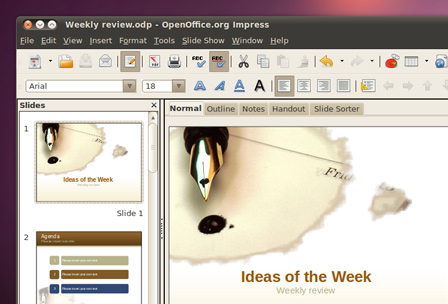 Weekly review.odp - OpenOffice.org Impress
File Edit View Insert Format Tools Slide Show Window Help
ABC ABC
Arial 18 A A A A
Slides
Normal Outline Notes Handout Slide Sorter
1
Ideas of the Week
Slide 1
2
Agenda
Ideas of the Week
Weekly review